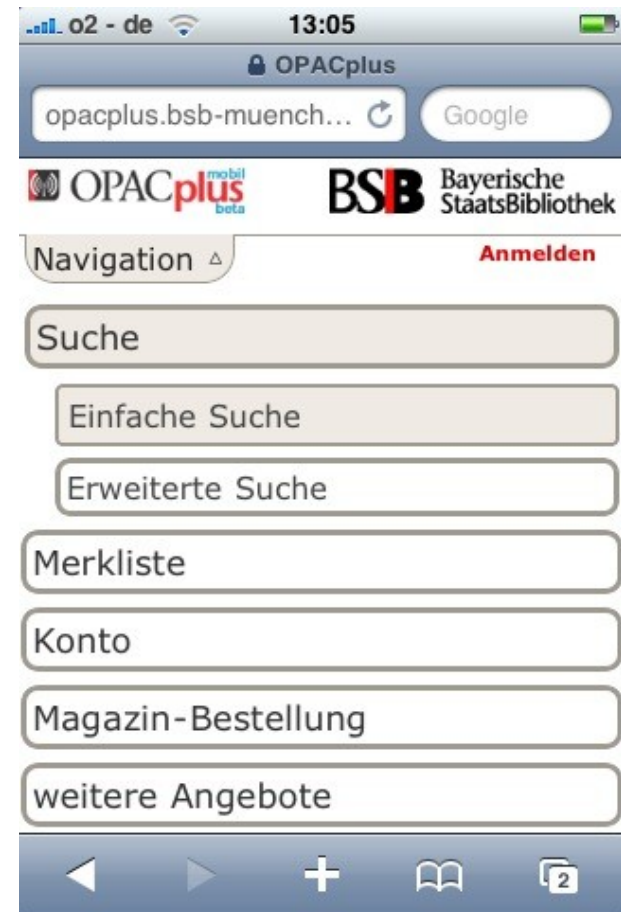 o2 - de 13:05
OPACplus
opacplus.bsb-muench... Google
OPACplus mobil beta BSB Bayerische StaatsBibliothek
Navigation Anmelden
Suche
Einfache Suche
Erweiterte Suche
Merkliste
Konto
Magazin-Bestellung
weitere Angebote
2